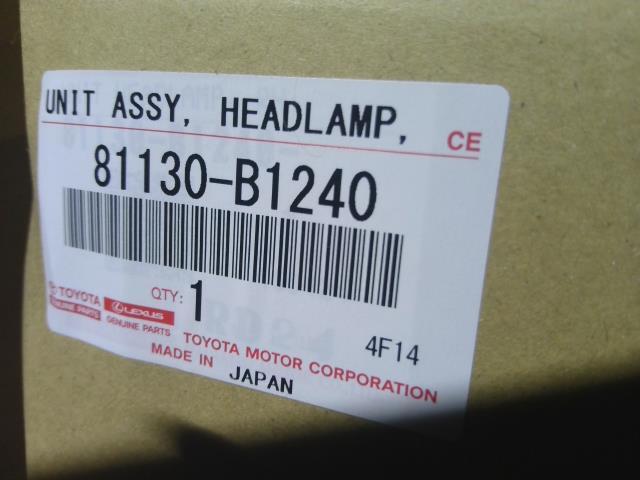 UNIT ASSY, HEADLAMP,
CE
81130-B1240
QTY: 1
TOYOTA
GENUINE PARTS
LEXUS
GENUINE PARTS
4F14
TOYOTA MOTOR CORPORATION
MADE IN JAPAN